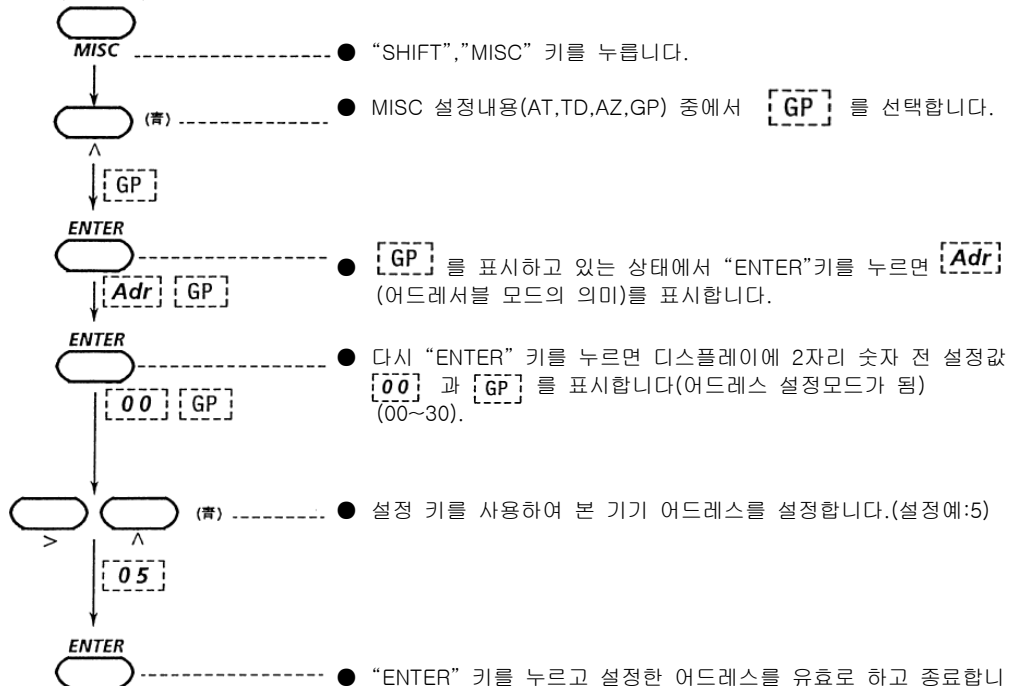 MISC
● “SHIFT”,”MISC” 키를 누릅니다.
(青)
● MISC 설정내용(AT,TD,AZ,GP) 중에서 GP 를 선택합니다.
^
GP
ENTER
● GP 를 표시하고 있는 상태에서 “ENTER”키를 누르면 Adr
(어드레서블 모드의 의미)를 표시합니다.
Adr GP
ENTER
● 다시 “ENTER” 키를 누르면 디스플레이에 2자리 숫자 전 설정값
00 과 GP 를 표시합니다(어드레스 설정모드가 됨)
(00~30).
00 GP
(青)
● 설정 키를 사용하여 본 기기 어드레스를 설정합니다.(설정예:5)
> ^
05
ENTER
● “ENTER” 키를 누르고 설정한 어드레스를 유효로 하고 종료합니